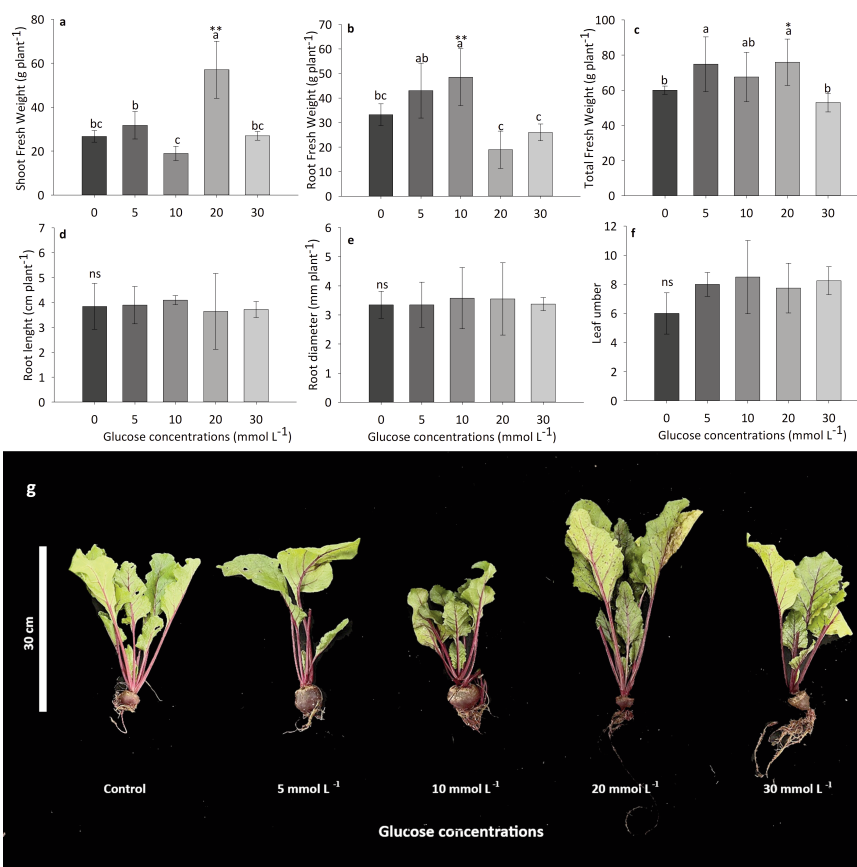 a
Shoot Fresh Weight (g plant⁻¹)
80
60
40
20
0
bc
b
c
**
a
bc
0 5 10 20 30
b
Root Fresh Weight (g plant⁻¹)
70
60
50
40
30
20
10
0
bc
ab
**
a
c
c
0 5 10 20 30
c
Total Fresh Weight (g plant⁻¹)
100
80
60
40
20
0
b
a
ab
*
a
b
0 5 10 20 30
d
Root lenght (cm plant⁻¹)
7
6
5
4
3
2
1
0
ns
0 5 10 20 30
Glucose concentrations (mmol L⁻¹)
e
Root diameter (mm plant⁻¹)
6
5
4
3
2
1
0
ns
0 5 10 20 30
Glucose concentrations (mmol L⁻¹)
f
Leaf umber
12
10
8
6
4
2
0
ns
0 5 10 20 30
Glucose concentrations (mmol L⁻¹)
g
30 cm
Control 5 mmol L⁻¹ 10 mmol L⁻¹ 20 mmol L⁻¹ 30 mmol L⁻¹
Glucose concentrations